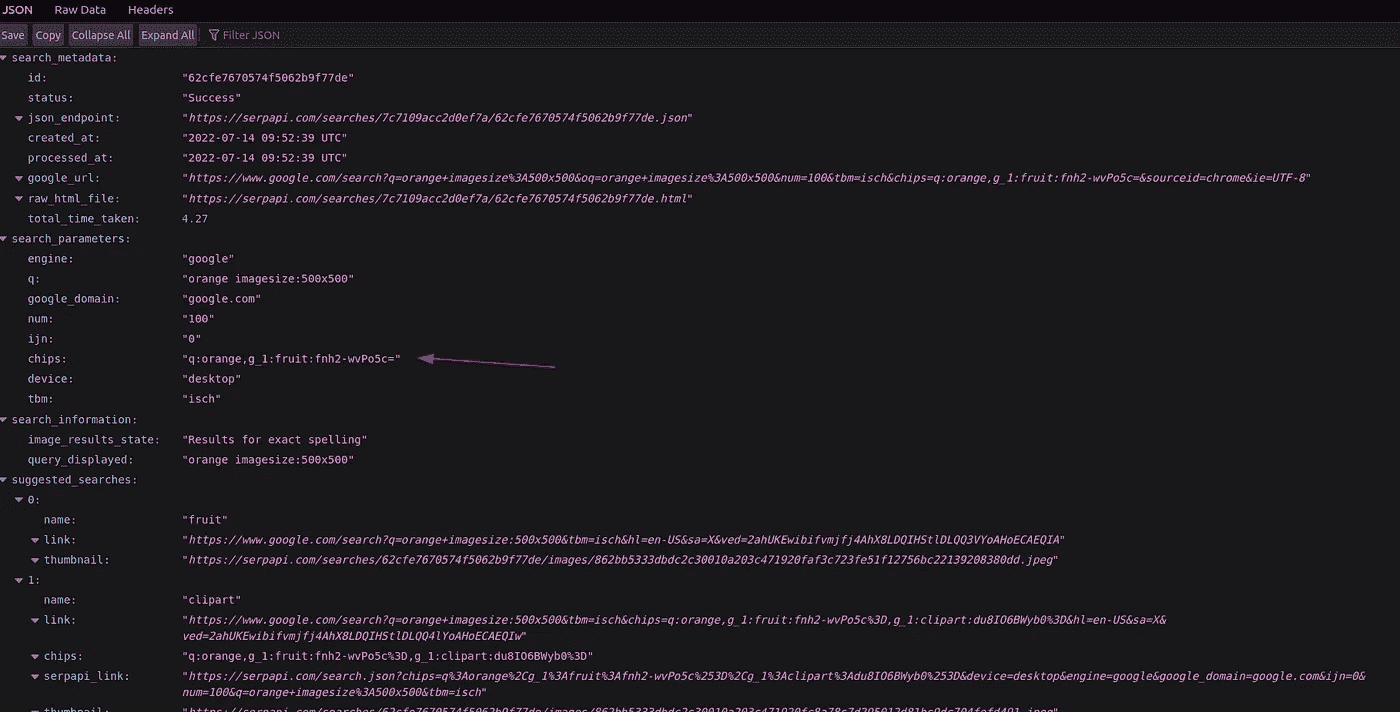 JSON Raw Data Headers
Save Copy Collapse All Expand All Filter JSON
search_metadata:
id: "62cfe7670574f5062b9f77de"
status: "Success"
json_endpoint: "https://serpapi.com/searches/7c7109acc2d0ef7a/62cfe7670574f5062b9f77de.json"
created_at: "2022-07-14 09:52:39 UTC"
processed_at: "2022-07-14 09:52:39 UTC"
google_url: "https://www.google.com/search?q=orange+imagesize%3A500x500&oq=orange+imagesize%3A500x500&num=100&tbm=isch&chips=q:orange,g_1:fruit:fnh2-wvPo5c=&sourceid=chrome&ie=UTF-8"
raw_html_file: "https://serpapi.com/searches/7c7109acc2d0ef7a/62cfe7670574f5062b9f77de.html"
total_time_taken: 4.27
search_parameters:
engine: "google"
q: "orange imagesize:500x500"
google_domain: "google.com"
num: "100"
ijn: "0"
chips: "q:orange,g_1:fruit:fnh2-wvPo5c="
device: "desktop"
tbm: "isch"
search_information:
image_results_state: "Results for exact spelling"
query_displayed: "orange imagesize:500x500"
suggested_searches:
0:
name: "fruit"
link: "https://www.google.com/search?q=orange+imagesize:500x500&tbm=isch&hl=en-US&sa=X&ved=2ahUKEwibifvmjfj4AhX8LDQIHStlDLQQ3VYoAHoECAEQIA"
thumbnail: "https://serpapi.com/searches/62cfe7670574f5062b9f77de/images/862bb5333dbdc2c30010a203c471920faf3c723fe51f12756bc22139208380dd.jpeg"
1:
name: "clipart"
link: "https://www.google.com/search?q=orange+imagesize:500x500&tbm=isch&chips=q:orange,g_1:fruit:fnh2-wvPo5c%3D,g_1:clipart:du8IO6BWyb0%3D&hl=en-US&sa=X&
ved=2ahUKEwibifvmjfj4AhX8LDQIHStlDLQQ4lYoAHoECAEQIw"
chips: "q:orange,g_1:fruit:fnh2-wvPo5c%3D,g_1:clipart:du8IO6BWyb0%3D"
serpapi_link: "https://serpapi.com/search.json?chips=q%3Aorange%2Cg_1%3Afruit%3Afnh2-wvPo5c%253D%2Cg_1%3Aclipart%3Adu8IO6BWyb0%253D&device=desktop&engine=google&google_domain=google.com&ijn=0&
num=100&q=orange+imagesize%3A500x500&tbm=isch"
thumbnail: